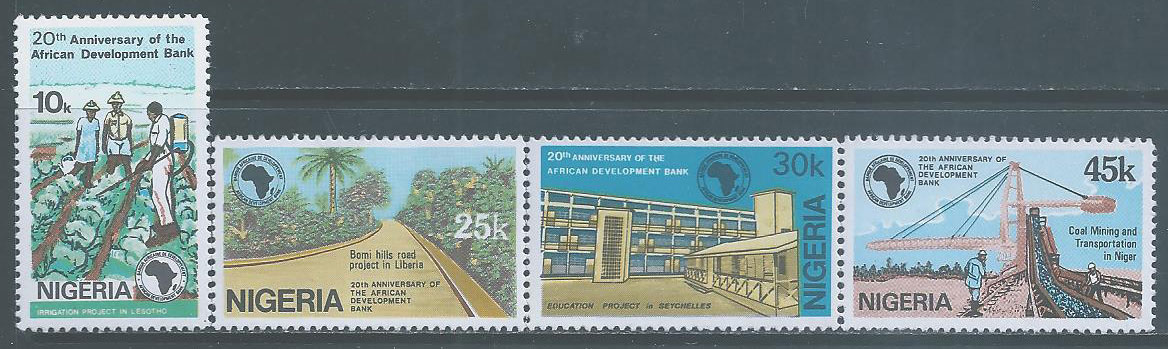 20th Anniversary of the
African Development Bank
10k
NIGERIA
IRRIGATION PROJECT IN LESOTHO
25k
Bomi hills road
project in Liberia
NIGERIA
20th ANNIVERSARY OF
THE AFRICAN
DEVELOPMENT
BANK
20th ANNIVERSARY OF THE
AFRICAN DEVELOPMENT BANK
30k
NIGERIA
EDUCATION PROJECT in SEYCHELLES
20th ANNIVERSARY OF
THE AFRICAN
DEVELOPMENT
BANK
45k
Coal Mining and
Transportation
in Niger
NIGERIA